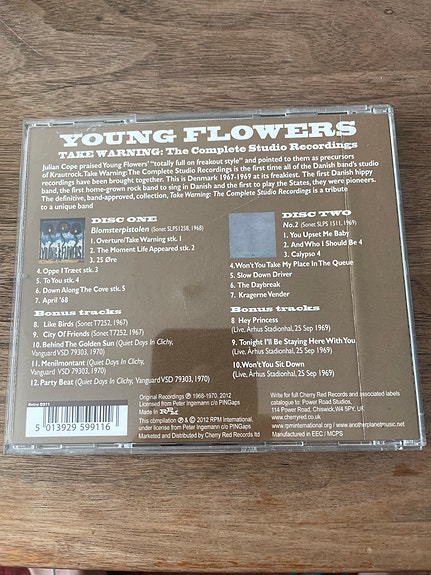 YOUNG FLOWERS
TAKE WARNING: The Complete Studio Recordings
Julian Cope praised Young Flowers' "totally full on freakout style" and pointed to them as precursors
of Krautrock. Take Warning: The Complete Studio Recordings is the first time all of the Danish band's studio
recordings have been brought together. This is Denmark 1967-1969 at its freakiest. The first Danish hippy
band, the first home-grown rock band to sing in Danish and the first to play the States, they were pioneers.
The definitive, band-approved, collection, Take Warning: The Complete Studio Recordings is a tribute
to a unique band
DISC ONE
Blomsterpistolen (Sonet SLPS1258, 1968)
1. Overture/Take Warning stk. 1
2. The Moment Life Appeared stk. 2
3. 25 Øre
4. Oppe I Træet stk. 3
5. To You stk. 4
6. Down Along The Cove stk. 5
7. April '68
Bonus tracks
8. Like Birds (Sonet T7252, 1967)
9. City Of Friends (Sonet T7252, 1967)
10. Behind The Golden Sun (Quiet Days In Clichy,
Vanguard VSD 79303, 1970)
11. Menilmontant (Quiet Days In Clichy,
Vanguard VSD 79303, 1970)
12. Party Beat (Quiet Days In Clichy, Vanguard VSD 79303, 1970)
DISC TWO
No.2 (Sonet SLPS 1511, 1969)
1. You Upset Me Baby
2. And Who I Should Be 4
3. Calypso 4
4. Won't You Take My Place In The Queue
5. Slow Down Driver
6. The Daybreak
7. Kragerne Vender
Bonus tracks
8 Hey Princess
(Live, Århus Stadionhal, 25 Sep 1969)
9. Tonight I'll Be Staying Here With You
(Live, Århus Stadionhal, 25 Sep 1969)
10. Won't You Sit Down
(Live, Århus Stadionhal, 25 Sep 1969)
Retro D911
5 013929 599116
Original Recordings ℗ 1968-1970, 2012
Licensed from Peter Ingemann c/o PINGaps
Made in RPM
This compilation ℗ & © 2012 RPM International,
under license from Peter Ingemann c/o PINGaps
Marketed and Distributed by Cherry Red Records ltd
Write for full Cherry Red Records and associated labels
catalogue to: Power Road Studios,
114 Power Road, Chiswick, W4 5PY, UK
www.cherryred.co.uk
www.rpminternational.org / www.anotherplanetmusic.net
Manufactured in EEC / MCPS